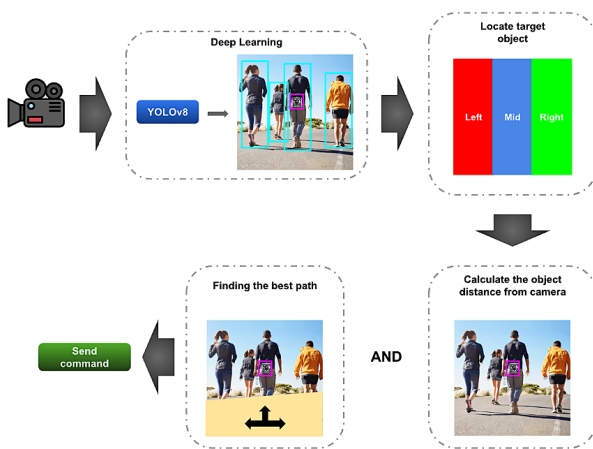 Deep Learning
YOLOv8
Locate target
object
Left
Mid
Right
Calculate the object
distance from camera
AND
Finding the best path
Send
command